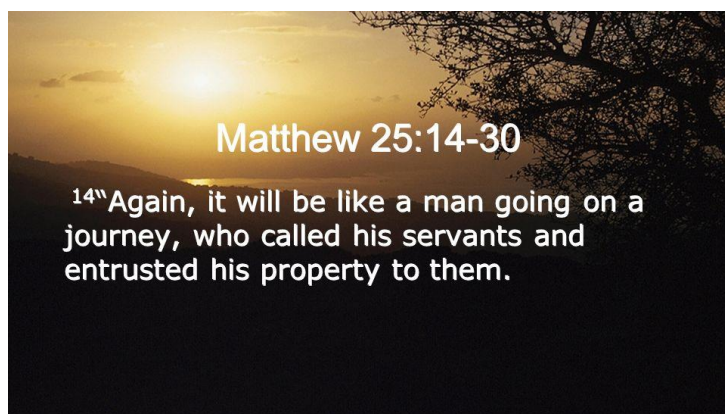 Matthew 25:14-30
14“Again, it will be like a man going on a
journey, who called his servants and
entrusted his property to them.